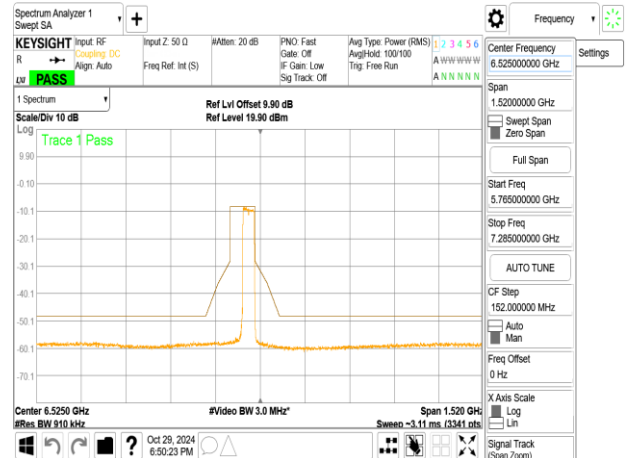 Spectrum Analyzer 1
Swept SA
Frequency
KEYSIGHT
Input: RF
Coupling: DC
Align: Auto
Input Z: 50 Ω
Freq Ref: Int (S)
#Atten: 20 dB
PNO: Fast
Gate: Off
IF Gain: Low
Sig Track: Off
Avg Type: Power (RMS)
Avg|Hold: 100/100
Trig: Free Run
1 2 3 4 5 6
A W W W W W
A N N N N N
R
LXI
PASS
1 Spectrum
Scale/Div 10 dB
Ref Lvl Offset 9.90 dB
Ref Level 19.90 dBm
Log
Trace 1 Pass
9.90
-0.10
-10.1
-20.1
-30.1
-40.1
-50.1
-60.1
-70.1
Center 6.5250 GHz
#Video BW 3.0 MHz*
Span 1.520 GHz
#Res BW 910 kHz
Sweep ~3.11 ms (3341 pts)
Oct 29, 2024
6:50:23 PM
Center Frequency
6.525000000 GHz
Settings
Span
1.52000000 GHz
Swept Span
Zero Span
Full Span
Start Freq
5.765000000 GHz
Stop Freq
7.285000000 GHz
AUTO TUNE
CF Step
152.000000 MHz
Auto
Man
Freq Offset
0 Hz
X Axis Scale
Log
Lin
Signal Track
(Span Zoom)